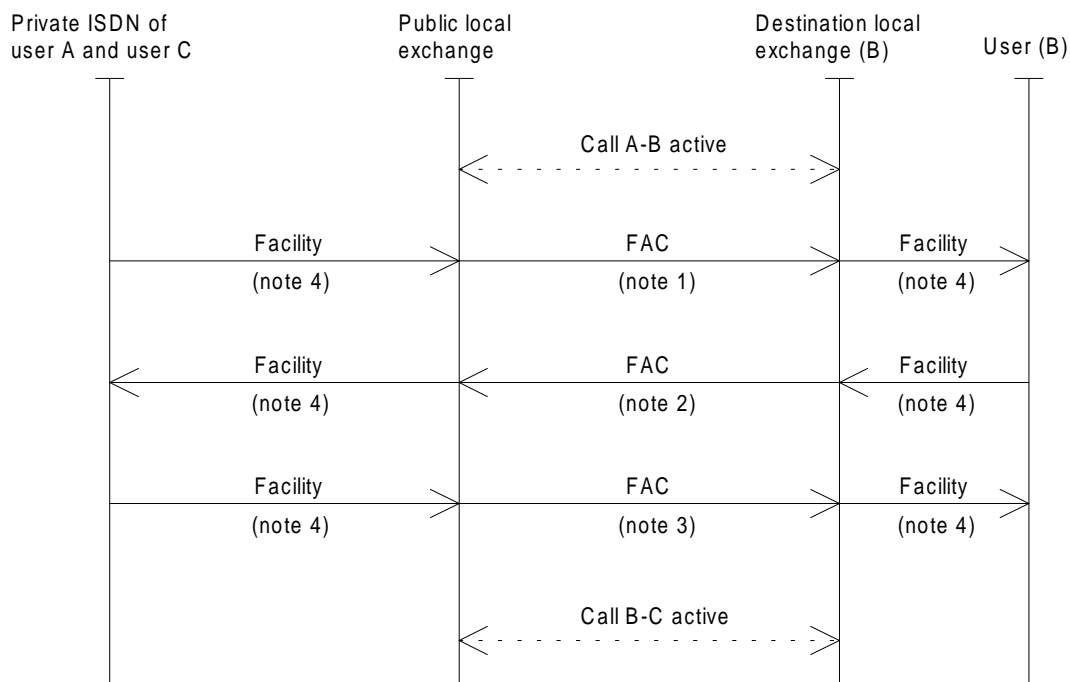 Private ISDN of
user A and user C
Public local
exchange
Destination local
exchange (B)
User (B)
Call A-B active
Facility
FAC
Facility
(note 4)
(note 1)
(note 4)
Facility
FAC
Facility
(note 4)
(note 2)
(note 4)
Facility
FAC
Facility
(note 4)
(note 3)
(note 4)
Call B-C active